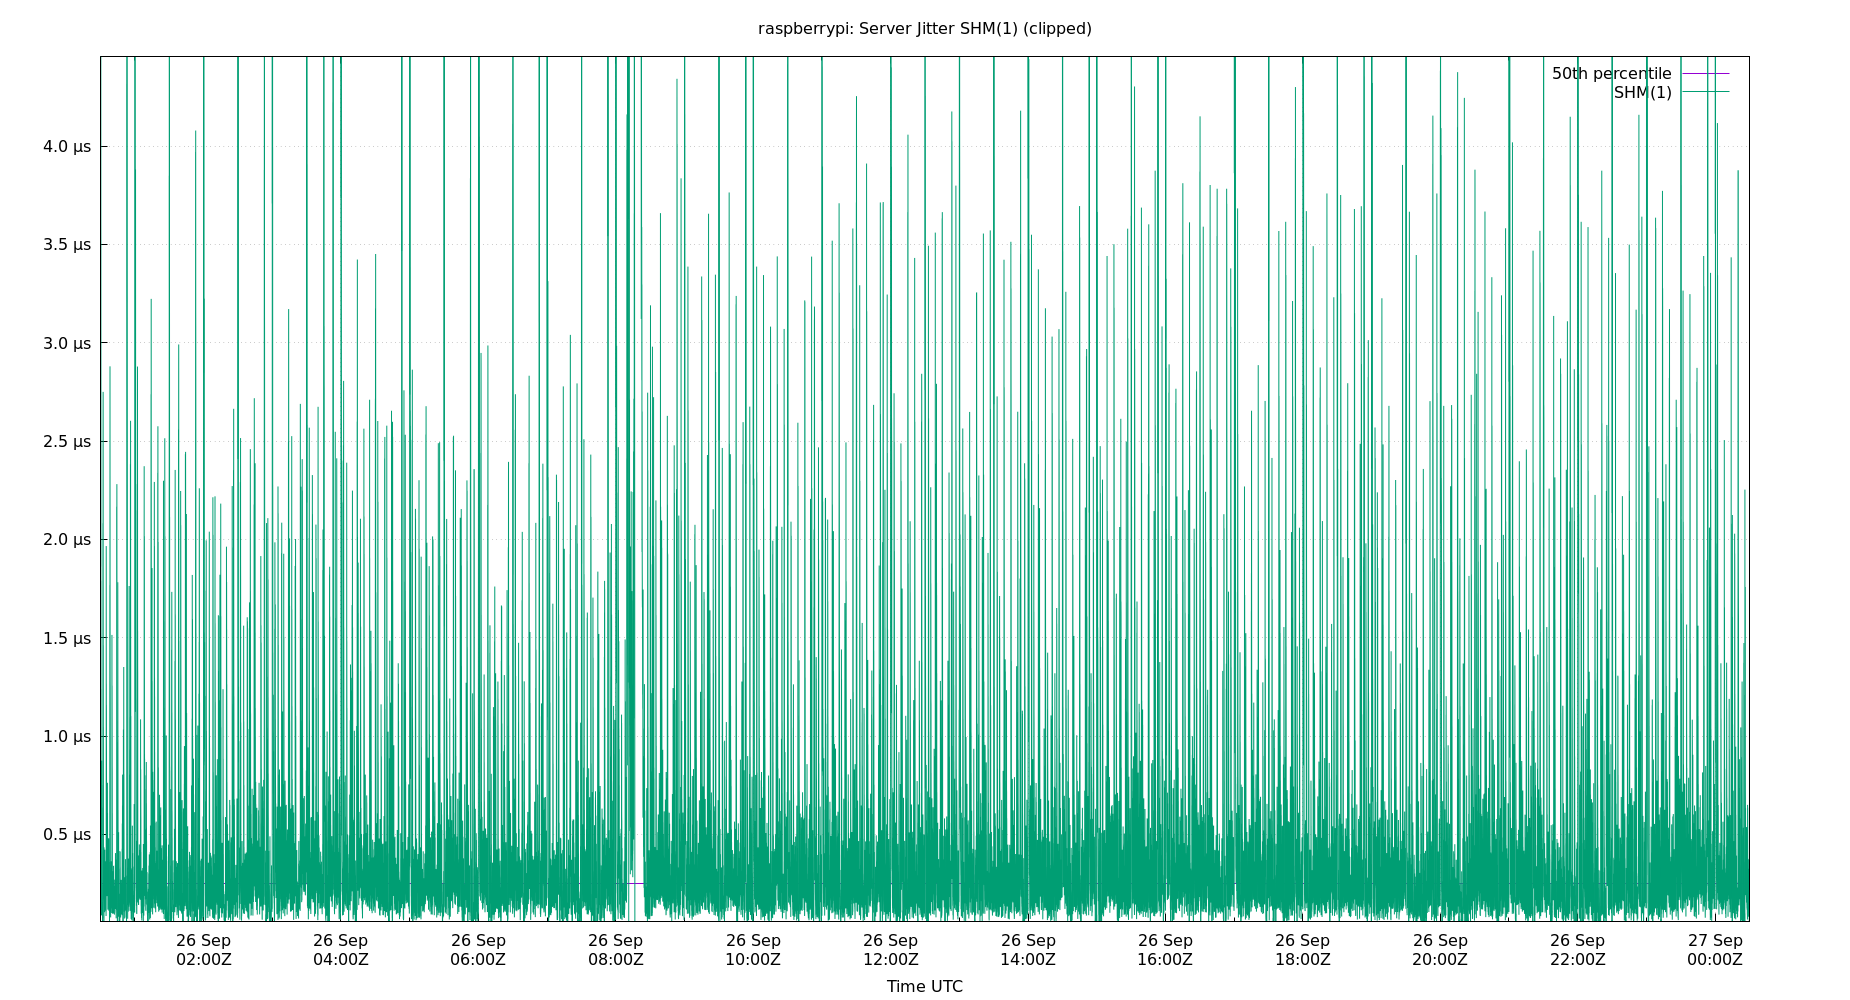 raspberrypi: Server Jitter SHM(1) (clipped)
50th percentile
SHM(1)
4.0 µs
3.5 µs
3.0 µs
2.5 µs
2.0 µs
1.5 µs
1.0 µs
0.5 µs
26 Sep 26 Sep 26 Sep 26 Sep 26 Sep 26 Sep 26 Sep 26 Sep 26 Sep 26 Sep 26 Sep 27 Sep
02:00Z 04:00Z 06:00Z 08:00Z 10:00Z 12:00Z 14:00Z 16:00Z 18:00Z 20:00Z 22:00Z 00:00Z
Time UTC